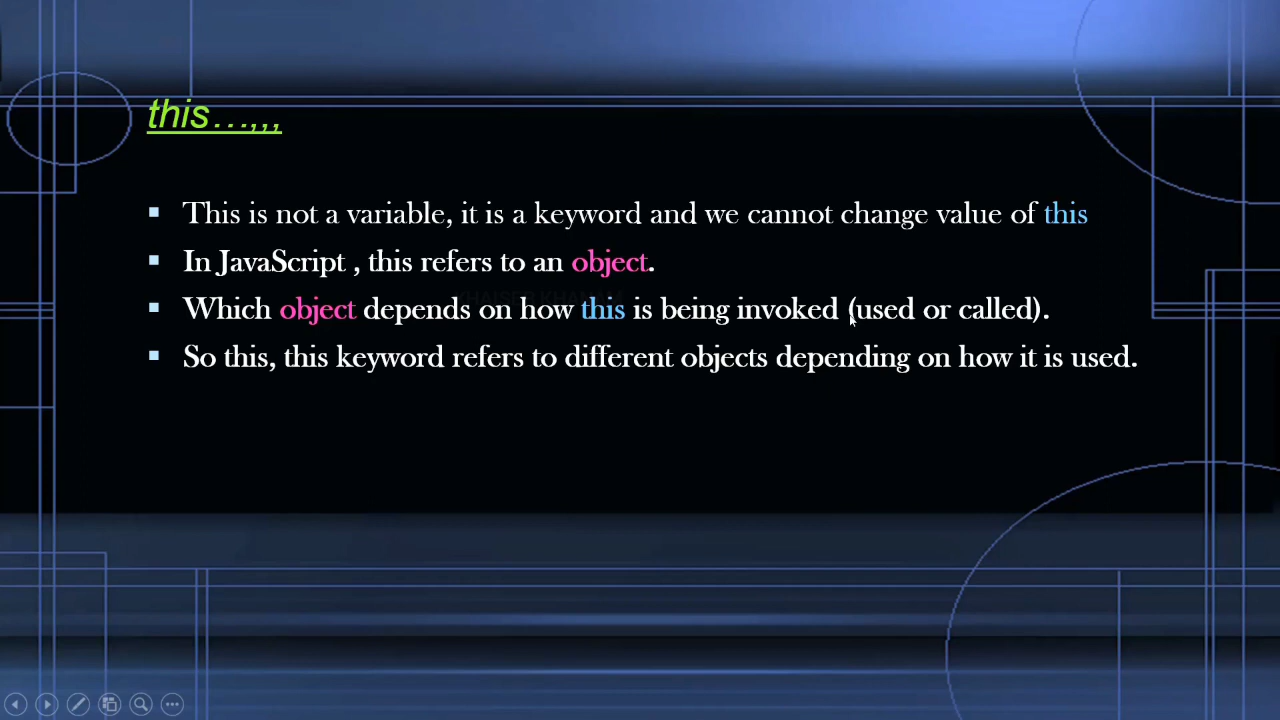 this…,,,
This is not a variable, it is a keyword and we cannot change value of this
In JavaScript , this refers to an object.
Which object depends on how this is being invoked (used or called).
So this, this keyword refers to different objects depending on how it is used.